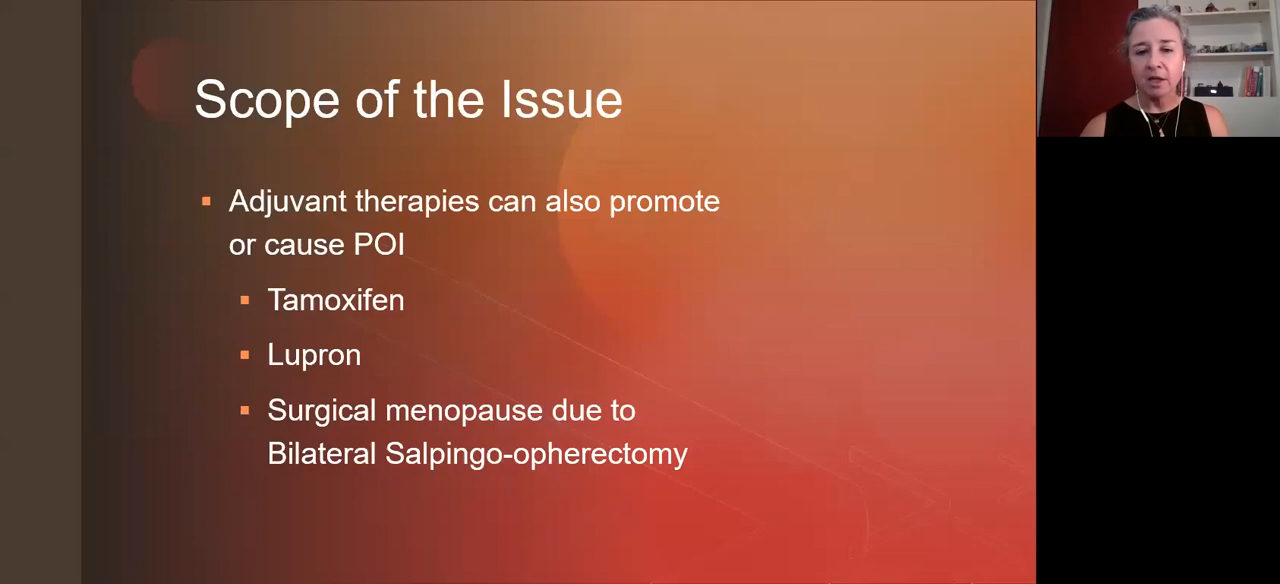 Scope of the Issue
Adjuvant therapies can also promote
or cause POI
Tamoxifen
Lupron
Surgical menopause due to
Bilateral Salpingo-opherectomy